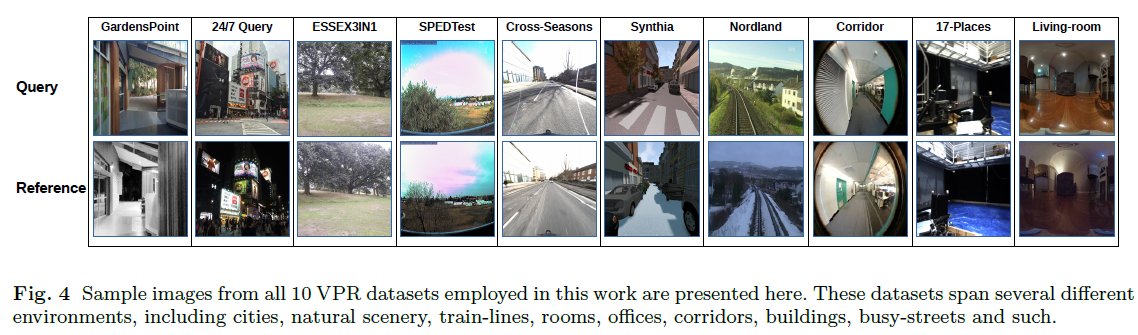 GardensPoint 24/7 Query ESSEX3IN1 SPEDTest Cross-Seasons Synthia Nordland Corridor 17-Places Living-room
Query
Reference
Fig. 4 Sample images from all 10 VPR datasets employed in this work are presented here. These datasets span several different
environments, including cities, natural scenery, train-lines, rooms, offices, corridors, buildings, busy-streets and such.